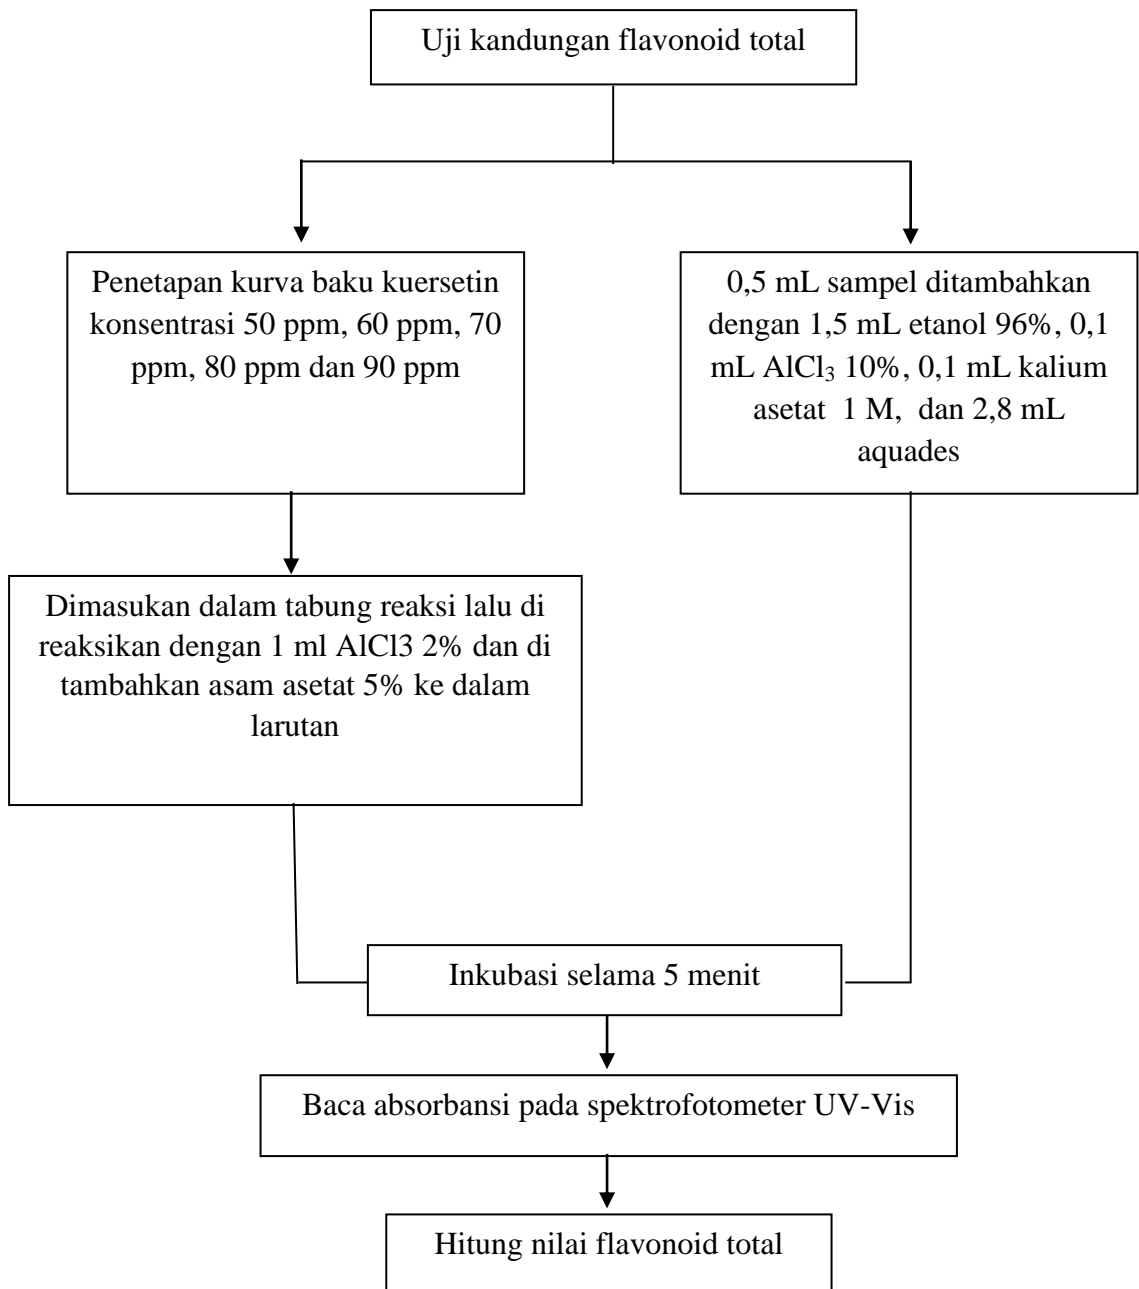 Uji kandungan flavonoid total
Penetapan kurva baku kuersetin
konsentrasi 50 ppm, 60 ppm, 70
ppm, 80 ppm dan 90 ppm
0,5 mL sampel ditambahkan
dengan 1,5 mL etanol 96%, 0,1
mL AlCl₃ 10%, 0,1 mL kalium
asetat 1 M, dan 2,8 mL
aquades
Dimasukan dalam tabung reaksi lalu di
reaksikan dengan 1 ml AlCl3 2% dan di
tambahkan asam asetat 5% ke dalam
larutan
Inkubasi selama 5 menit
Baca absorbansi pada spektrofotometer UV-Vis
Hitung nilai flavonoid total